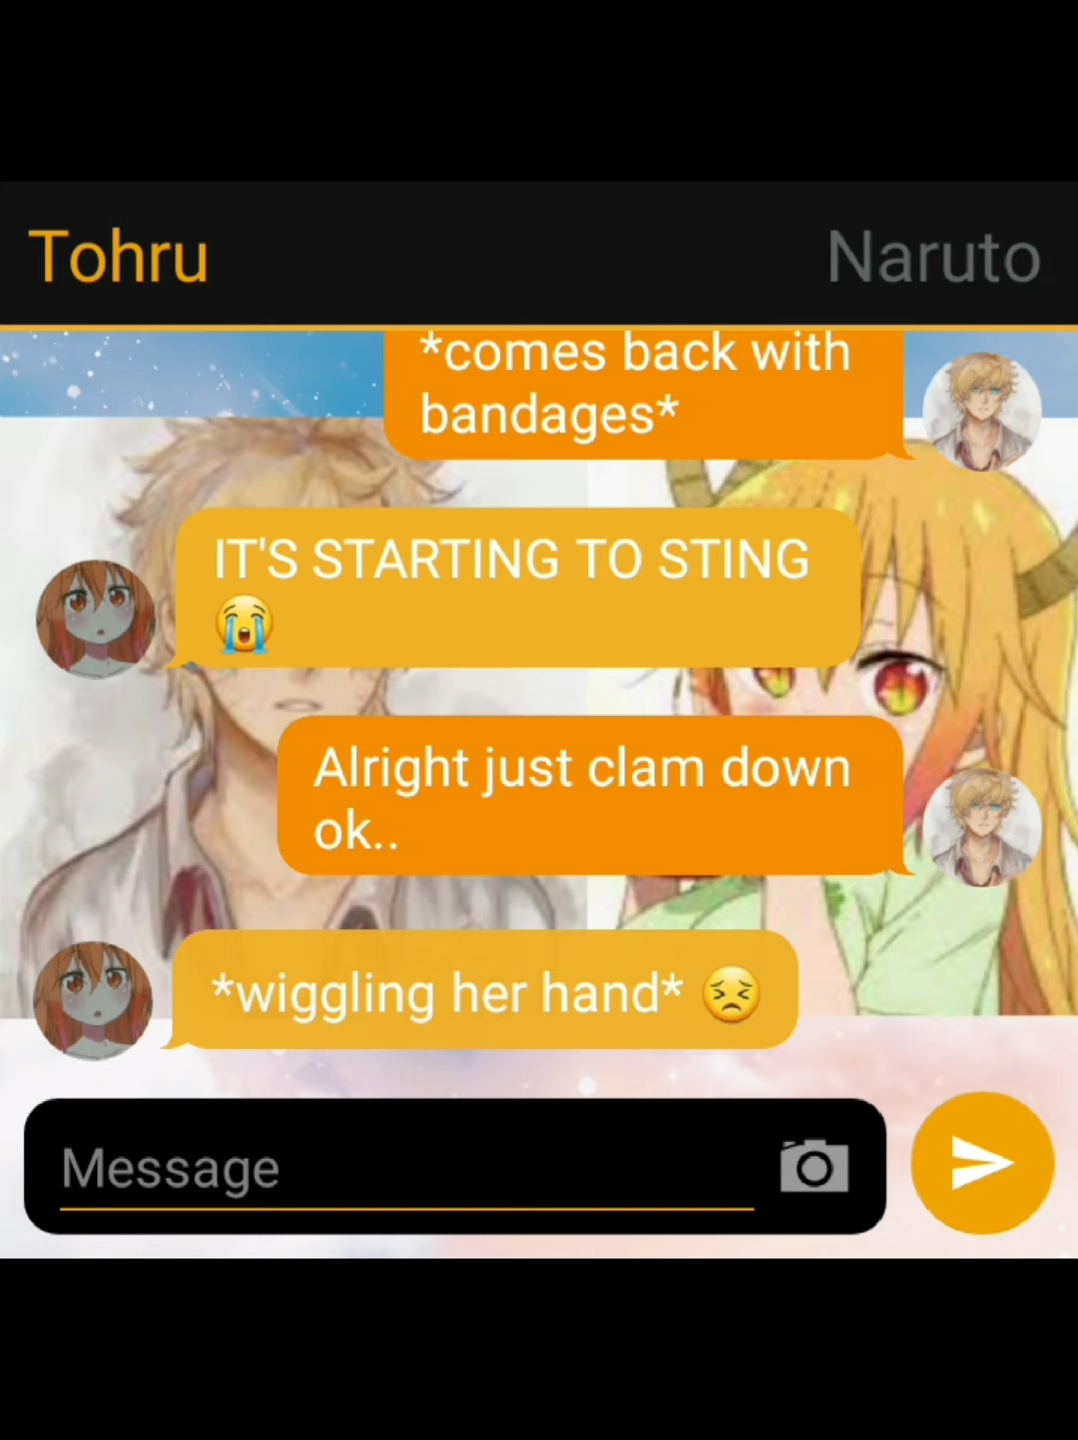 Tohru
Naruto
*comes back with
bandages*
IT'S STARTING TO STING
😭
Alright just clam down
ok..
*wiggling her hand* 😣
Message